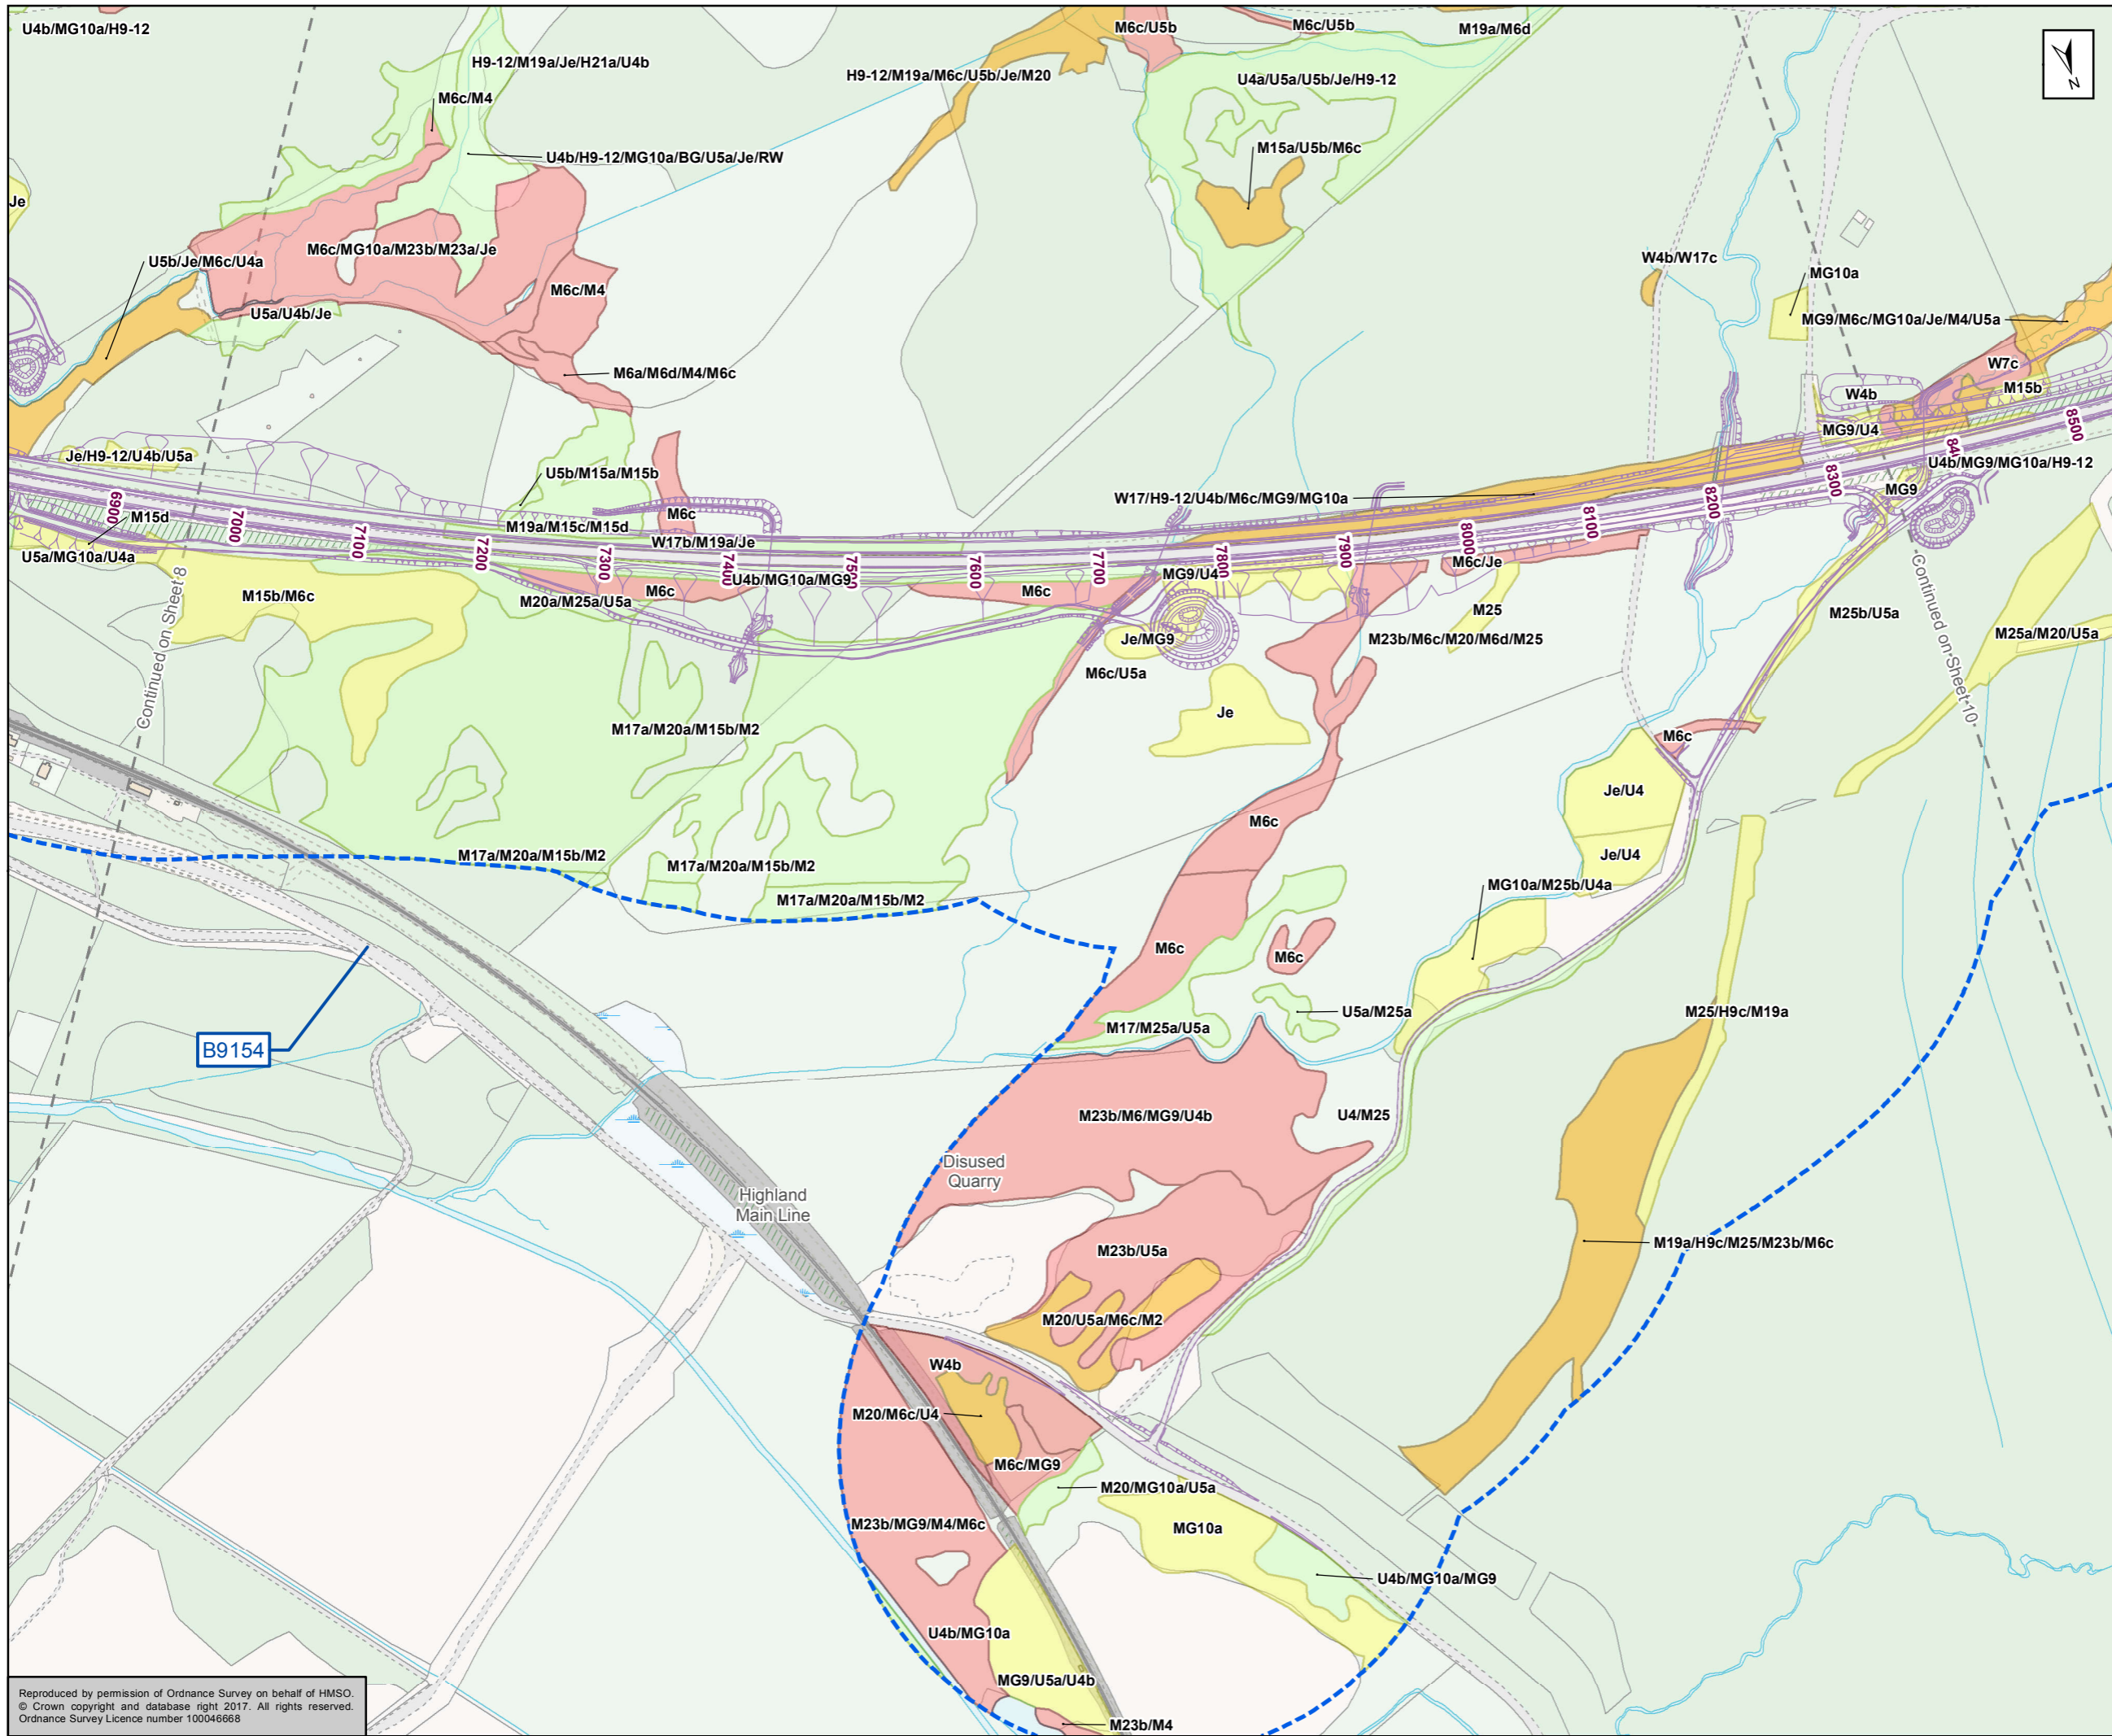 U4b/MG10a/H9-12
M6c/U5b
M6c/U5b
M19a/M6d
H9-12/M19a/Je/H21a/U4b
H9-12/M19a/M6c/U5b/Je/M20
U4a/U5a/U5b/Je/H9-12
N
M6c/M4
M15a/U5b/M6c
U4b/H9-12/MG10a/BG/U5a/Je/RW
Je
M6c/MG10a/M23b/M23a/Je
U5b/Je/M6c/U4a
W4b/W17c
MG10a
M6c/M4
U5a/U4b/Je
MG9/M6c/MG10a/Je/M4/U5a
W7c
M6a/M6d/M4/M6c
M15b
W4b
MG9/U4
8500
Je/H9-12/U4b/U5a
U4b/MG9/MG10a/H9-12
U5b/M15a/M15b
8300
MG9
W17/H9-12/U4b/M6c/MG9/MG10a
8200
6900
M15d
M6c
M19a/M15c/M15d
7000
8100
8000
7100
W17b/M19a/Je
7200
7300
7400
7600
7700
7800
7900
U5a/MG10a/U4a
M6c/Je
MG9/U4
U4b/MG10a/MG9
M15b/M6c
M20a/M25a/U5a
M6c
M6c
M25
M25b/U5a
Continued on Sheet 8
Continued on Sheet 10
Je/MG9
M23b/M6c/M20/M6d/M25
M25a/M20/U5a
M6c/U5a
Je
M17a/M20a/M15b/M2
M6c
Je/U4
M6c
Je/U4
M17a/M20a/M15b/M2
M17a/M20a/M15b/M2
M17a/M20a/M15b/M2
MG10a/M25b/U4a
M6c
M6c
M25/H9c/M19a
U5a/M25a
M17/M25a/U5a
B9154
M23b/M6/MG9/U4b
U4/M25
Disused
Quarry
Highland
Main Line
M23b/U5a
M19a/H9c/M25/M23b/M6c
M20/U5a/M6c/M2
W4b
M20/M6c/U4
M6c/MG9
M20/MG10a/U5a
M23b/MG9/M4/M6c
MG10a
U4b/MG10a/MG9
U4b/MG10a
MG9/U5a/U4b
M23b/M4
Reproduced by permission of Ordnance Survey on behalf of HMSO.
© Crown copyright and database right 2017. All rights reserved.
Ordnance Survey Licence number 100046668